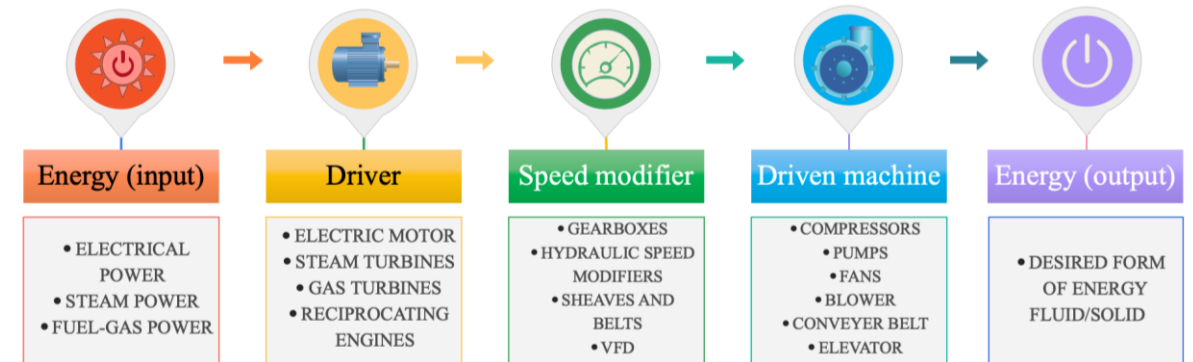 Energy (input)
Driver
Speed modifier
Driven machine
Energy (output)
• ELECTRICAL
POWER
• STEAM POWER
• FUEL-GAS POWER
• ELECTRIC MOTOR
• STEAM TURBINES
• GAS TURBINES
• RECIPROCATING
ENGINES
• GEARBOXES
• HYDRAULIC SPEED
MODIFIERS
• SHEAVES AND
BELTS
• VFD
• COMPRESSORS
• PUMPS
• FANS
• BLOWER
• CONVEYER BELT
• ELEVATOR
• DESIRED FORM
OF ENERGY
FLUID/SOLID